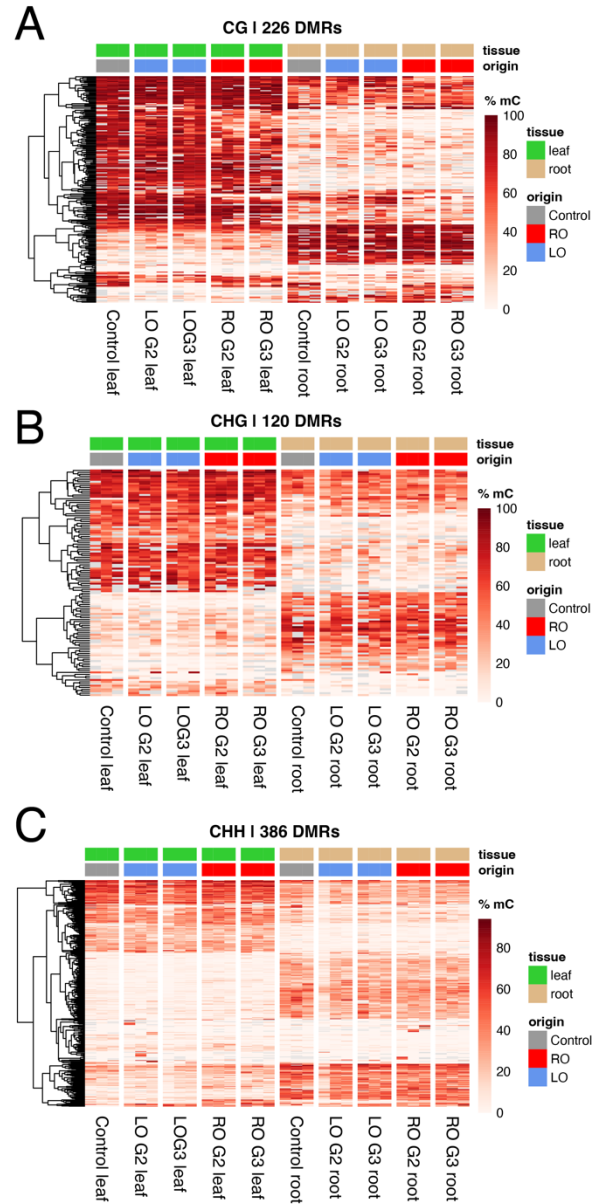 A
CG | 226 DMRs
tissue
origin
% mC
100
80
60
40
20
0
tissue
leaf
root
origin
Control
RO
LO
Control leaf
LO G2 leaf
LOG3 leaf
RO G2 leaf
RO G3 leaf
Control root
LO G2 root
LO G3 root
RO G2 root
RO G3 root
B
CHG | 120 DMRs
tissue
origin
% mC
100
80
60
40
20
0
tissue
leaf
root
origin
Control
RO
LO
Control leaf
LO G2 leaf
LOG3 leaf
RO G2 leaf
RO G3 leaf
Control root
LO G2 root
LO G3 root
RO G2 root
RO G3 root
C
CHH | 386 DMRs
tissue
origin
% mC
80
60
40
20
0
tissue
leaf
root
origin
Control
RO
LO
Control leaf
LO G2 leaf
LOG3 leaf
RO G2 leaf
RO G3 leaf
Control root
LO G2 root
LO G3 root
RO G2 root
RO G3 root